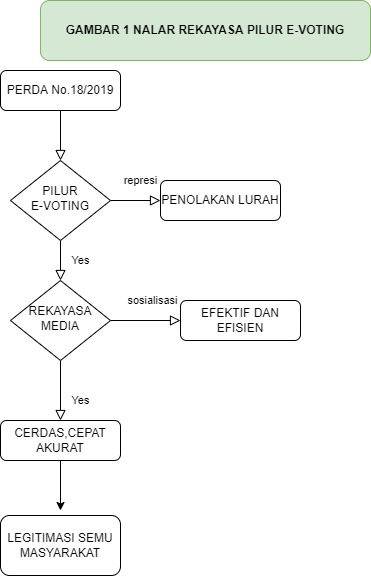 GAMBAR 1 NALAR REKAYASA PILUR E-VOTING
PERDA No.18/2019
PILUR
E-VOTING
represi
PENOLAKAN LURAH
Yes
REKAYASA
MEDIA
sosialisasi
EFEKTIF DAN
EFISIEN
Yes
CERDAS,CEPAT
AKURAT
LEGITIMASI SEMU
MASYARAKAT